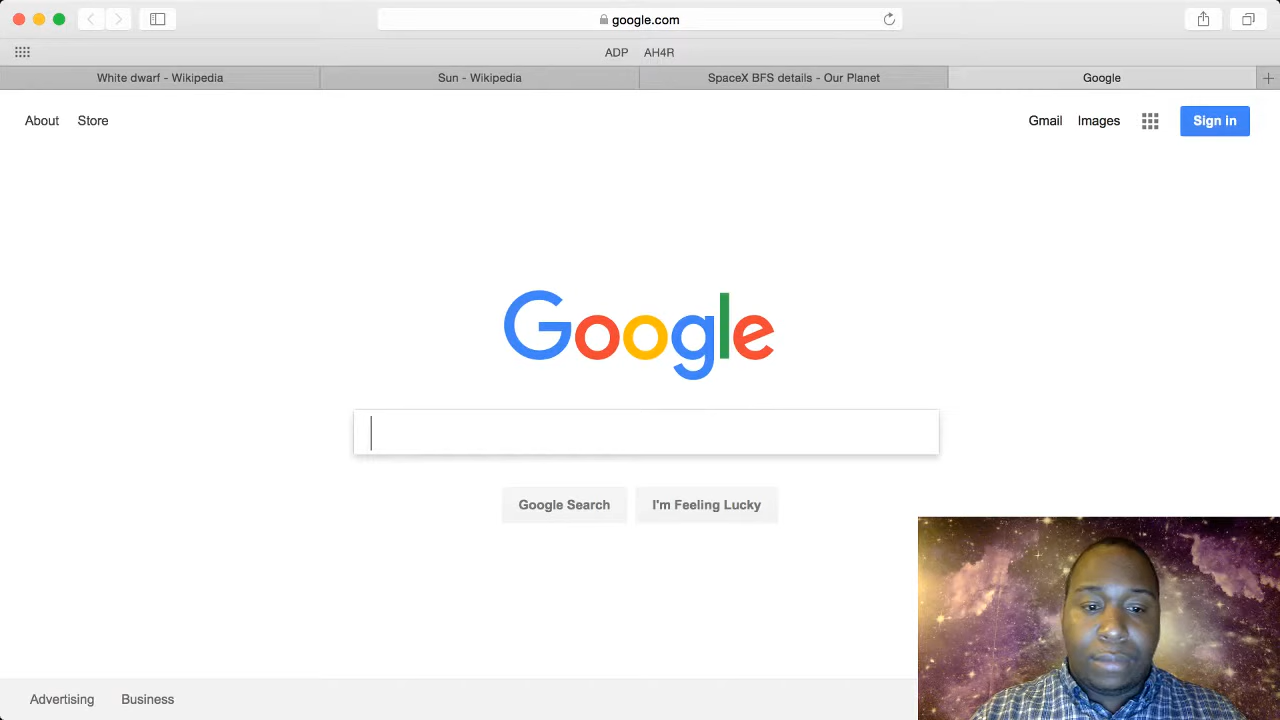 google.com
ADP AH4R
White dwarf - Wikipedia Sun - Wikipedia SpaceX BFS details - Our Planet Google
About Store Gmail Images Sign in
Google
Google Search I'm Feeling Lucky
Advertising Business